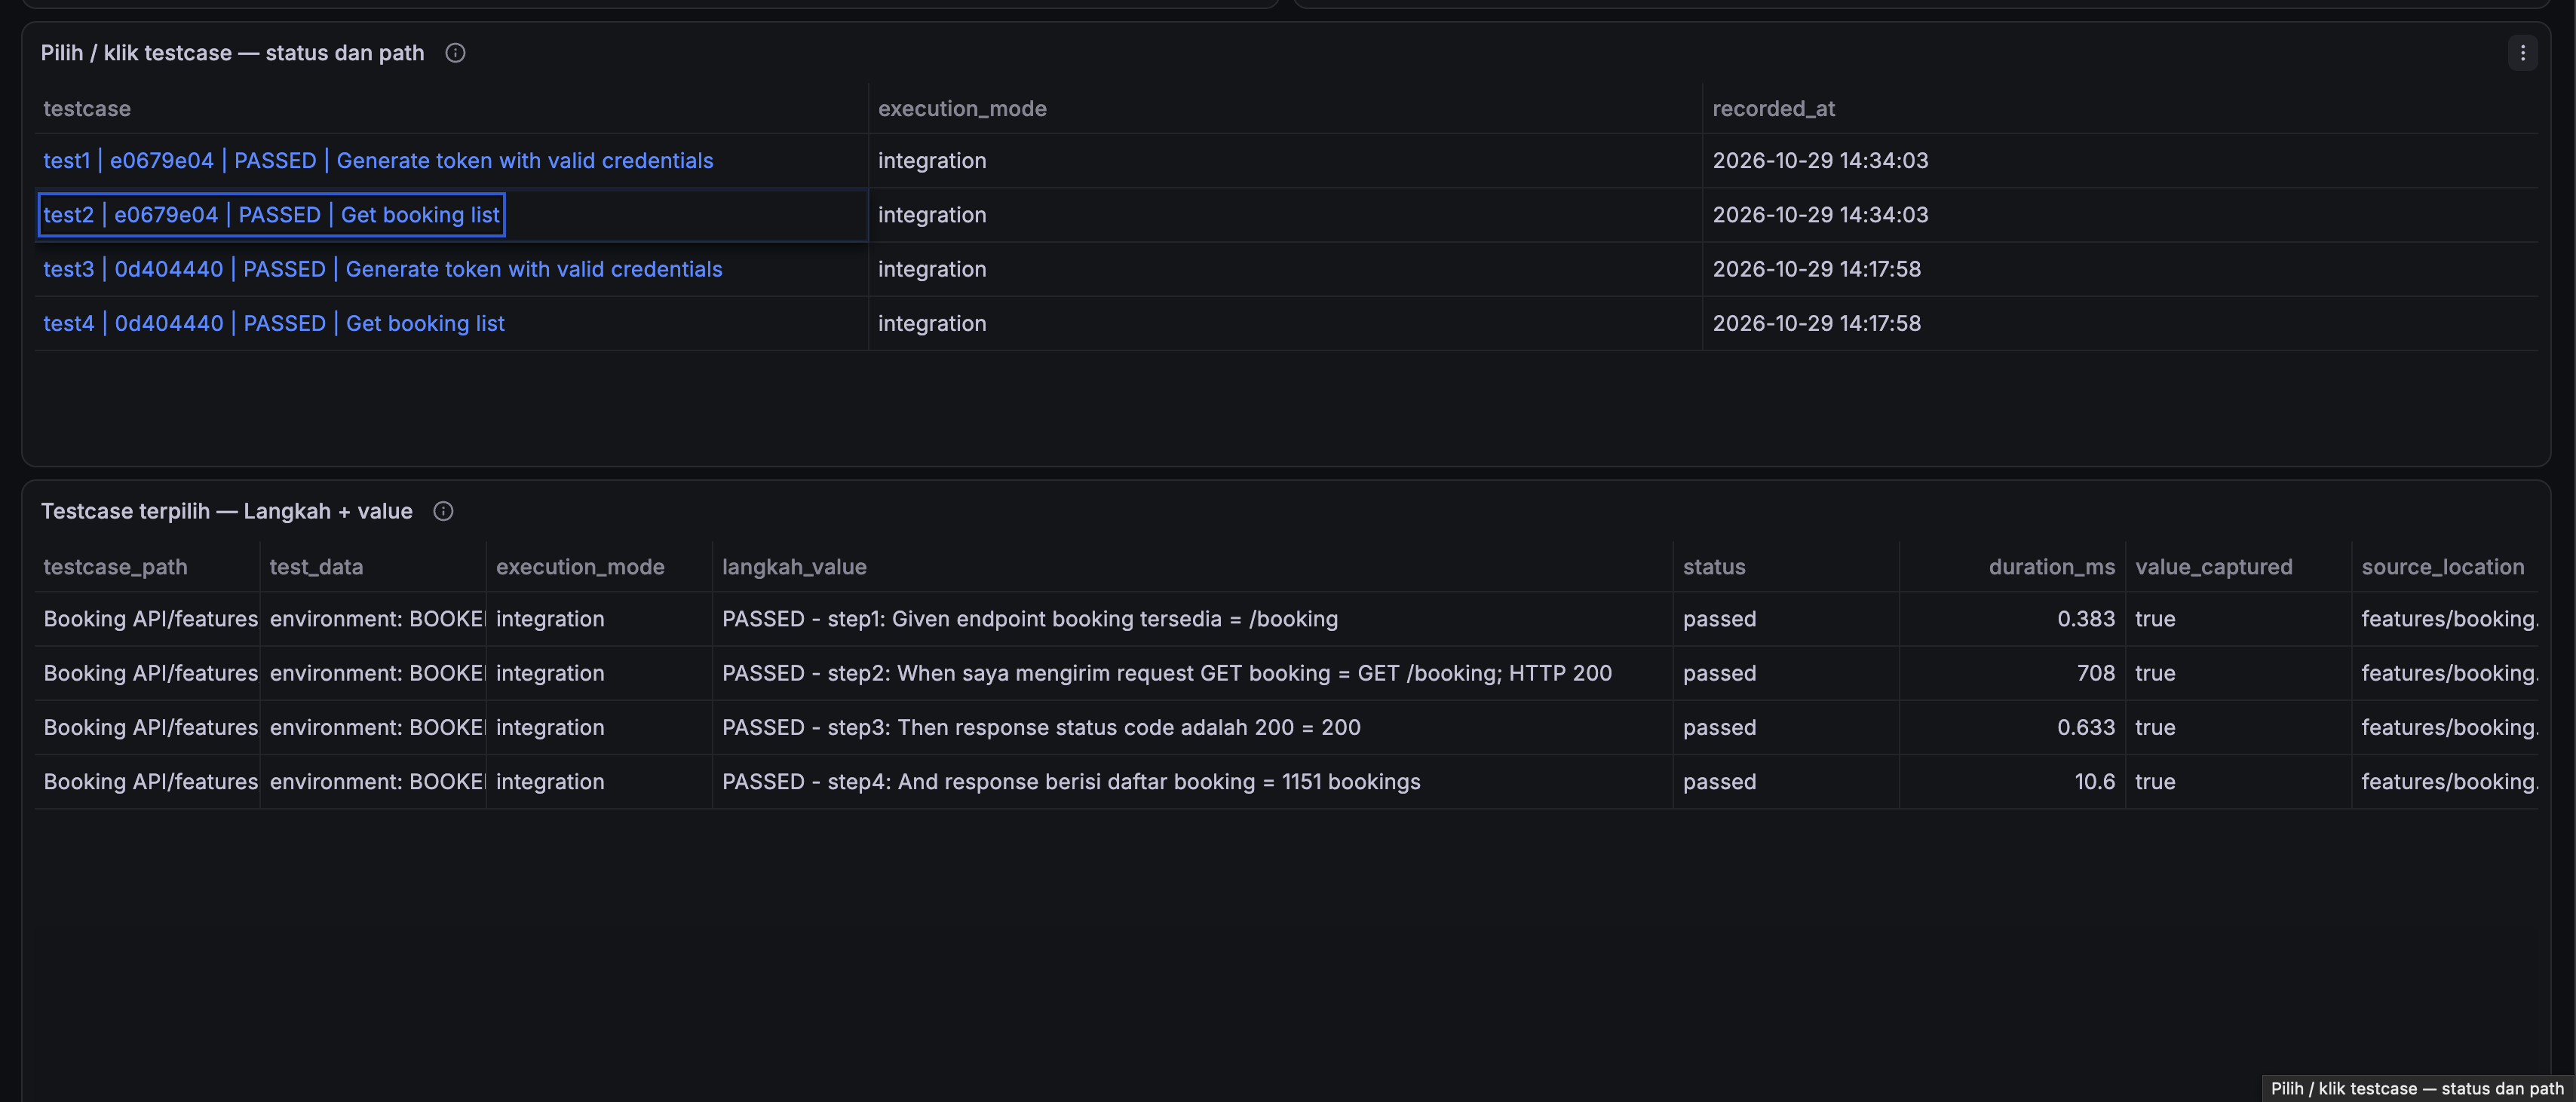 Pilih / klik testcase — status dan path
testcase execution_mode recorded_at
test1 | e0679e04 | PASSED | Generate token with valid credentials integration 2026-10-29 14:34:03
test2 | e0679e04 | PASSED | Get booking list integration 2026-10-29 14:34:03
test3 | 0d404440 | PASSED | Generate token with valid credentials integration 2026-10-29 14:17:58
test4 | 0d404440 | PASSED | Get booking list integration 2026-10-29 14:17:58
Testcase terpilih — Langkah + value
testcase_path test_data execution_mode langkah_value status duration_ms value_captured source_location
Booking API/features environment: BOOKE integration PASSED - step1: Given endpoint booking tersedia = /booking passed 0.383 true features/booking.
Booking API/features environment: BOOKE integration PASSED - step2: When saya mengirim request GET booking = GET /booking; HTTP 200 passed 708 true features/booking.
Booking API/features environment: BOOKE integration PASSED - step3: Then response status code adalah 200 = 200 passed 0.633 true features/booking.
Booking API/features environment: BOOKE integration PASSED - step4: And response berisi daftar booking = 1151 bookings passed 10.6 true features/booking.
Pilih / klik testcase — status dan path